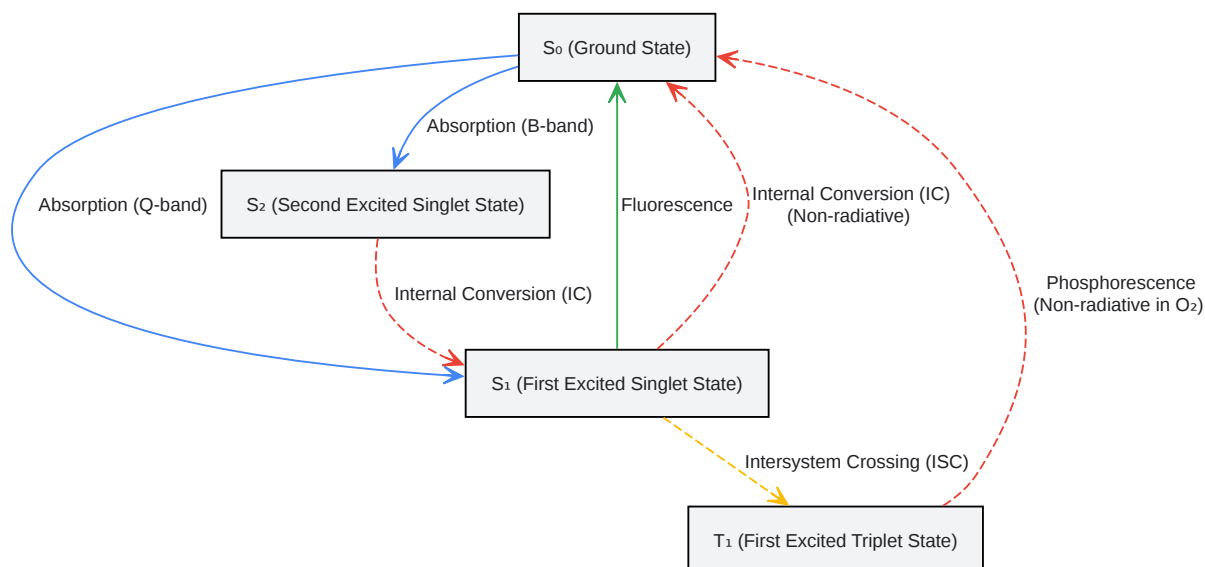 S₀ (Ground State)
Absorption (B-band)
Absorption (Q-band)
S₂ (Second Excited Singlet State)
Fluorescence
Internal Conversion (IC)
(Non-radiative)
Internal Conversion (IC)
Phosphorescence
(Non-radiative in O₂)
S₁ (First Excited Singlet State)
Intersystem Crossing (ISC)
T₁ (First Excited Triplet State)